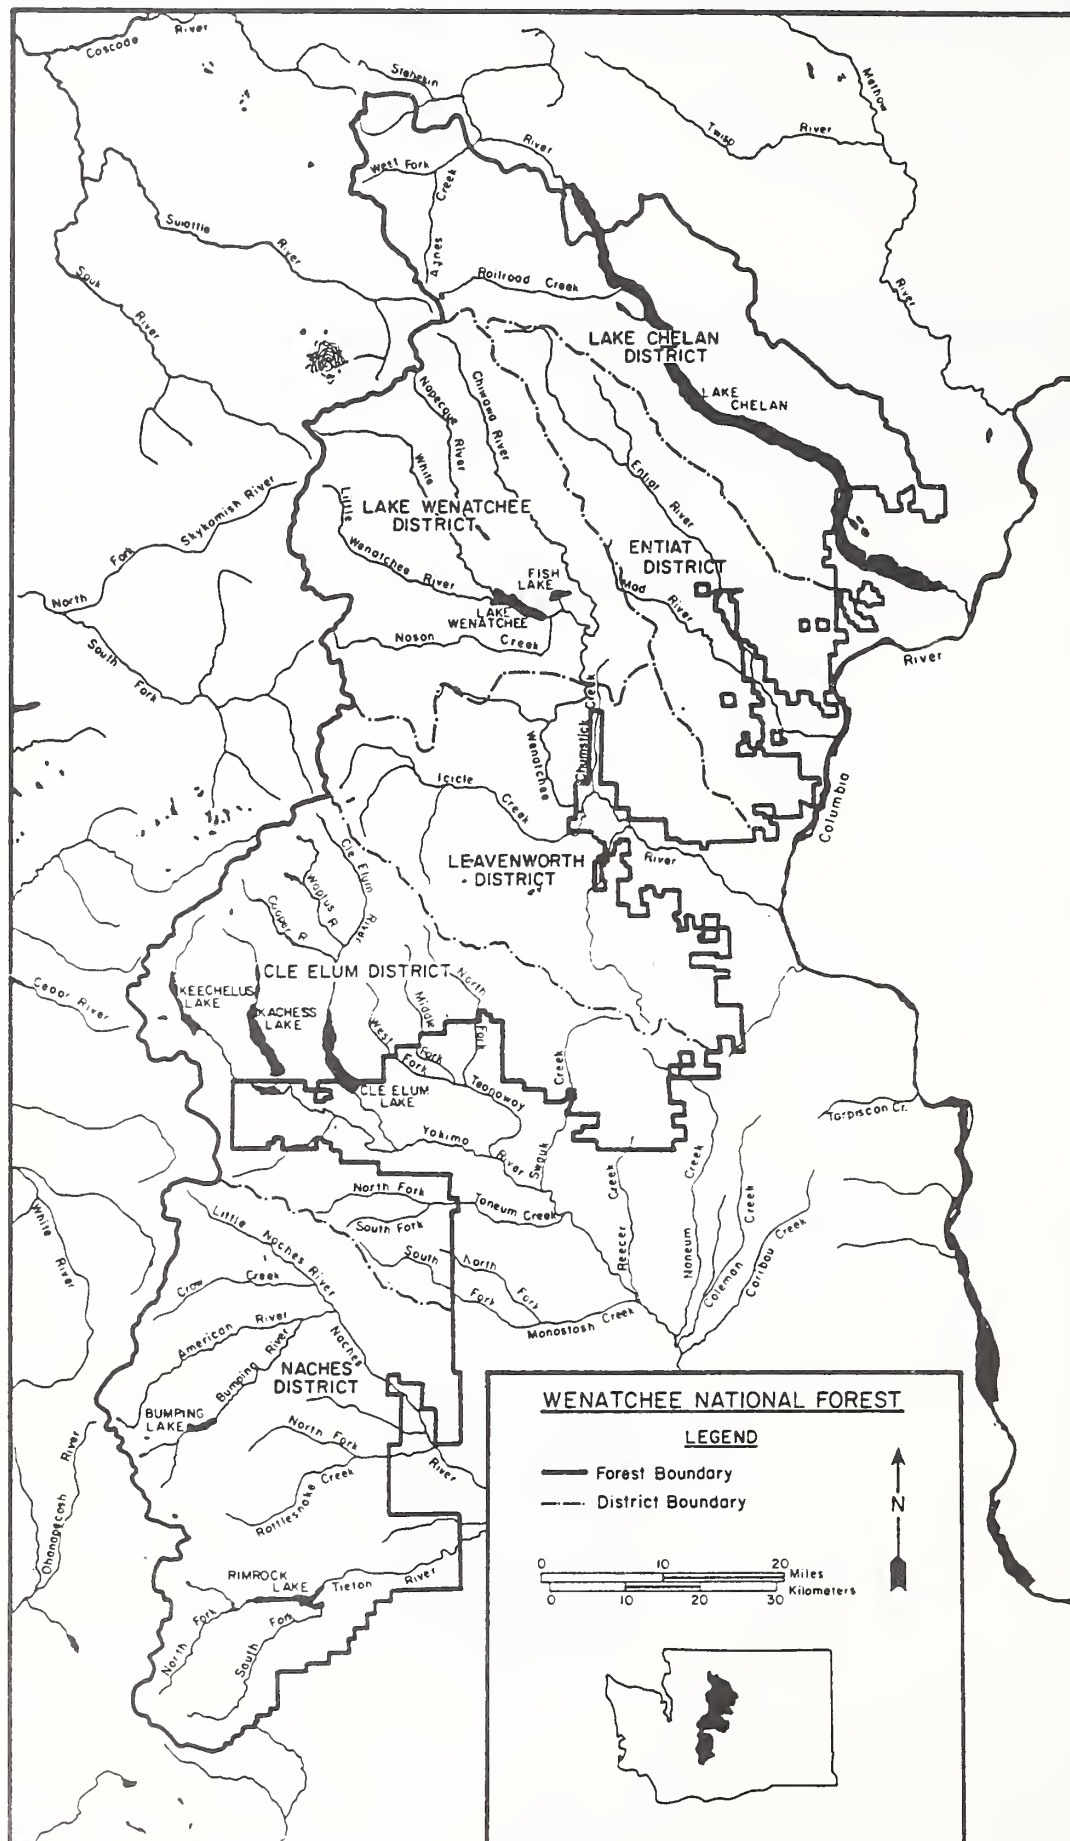 Cascade River
Stehekin
River
Methow
River
Twisp River
West Fork
Agnes Creek
Suiattle River
Sauk River
Railroad Creek
LAKE CHELAN
DISTRICT
LAKE
CHELAN
Napeequa River
Chiwawa River
White
Entiat River
Little
Wenatchee River
LAKE WENATCHEE
DISTRICT
North Fork Skykomish River
South Fork
ENTIAT
DISTRICT
Mad River
FISH
LAKE
LAKE
WENATCHEE
Nason Creek
River
Columbia
Chumstick Creek
Wenatchee
River
Icicle Creek
LEAVENWORTH
DISTRICT
Cle Elum River
Waptus R
Cooper R
CLE ELUM DISTRICT
KEECHELUS
LAKE
KACHESS
LAKE
Cedar River
North Fork
Middle Fork
West Fork
Teanaway
CLE ELUM
LAKE
Yakima River
Swauk Creek
Tarpiscan Cr.
North Fork
Taneum Creek
South Fork
South Fork
North Fork
Manastash Creek
Reecer Creek
Naneum Creek
Coleman Creek
Caribou Creek
White River
Little Naches River
Crow Creek
American River
Bumping River
Naches
River
NACHES
DISTRICT
BUMPING
LAKE
North Fork
Rattlesnake Creek
Ohanapecosh River
RIMROCK
LAKE
Tieton River
North Fork
South Fork
WENATCHEE NATIONAL FOREST
LEGEND
Forest Boundary
District Boundary
N
0 10 20
Miles
Kilometers
0 10 20 30